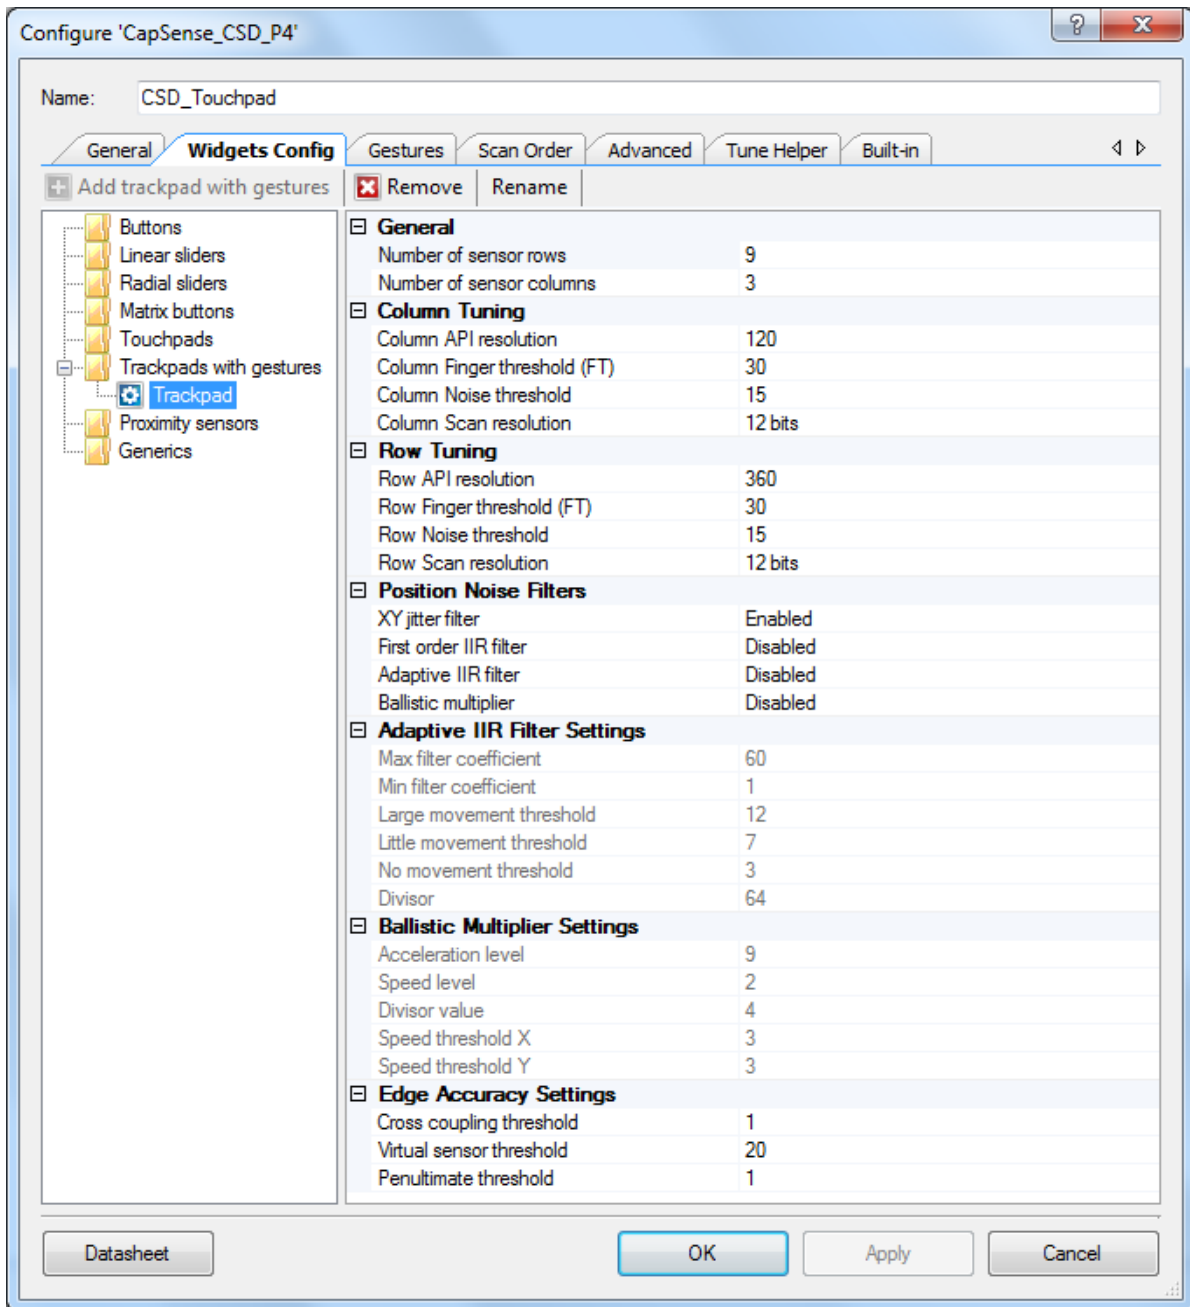 Configure 'CapSense_CSD_P4'
Name: CSD_Touchpad
General Widgets Config Gestures Scan Order Advanced Tune Helper Built-in
Add trackpad with gestures Remove Rename
Buttons
Linear sliders
Radial sliders
Matrix buttons
Touchpads
Trackpads with gestures
Trackpad
Proximity sensors
Generics
General
Number of sensor rows 9
Number of sensor columns 3
Column Tuning
Column API resolution 120
Column Finger threshold (FT) 30
Column Noise threshold 15
Column Scan resolution 12 bits
Row Tuning
Row API resolution 360
Row Finger threshold (FT) 30
Row Noise threshold 15
Row Scan resolution 12 bits
Position Noise Filters
XY jitter filter Enabled
First order IIR filter Disabled
Adaptive IIR filter Disabled
Ballistic multiplier Disabled
Adaptive IIR Filter Settings
Max filter coefficient 60
Min filter coefficient 1
Large movement threshold 12
Little movement threshold 7
No movement threshold 3
Divisor 64
Ballistic Multiplier Settings
Acceleration level 9
Speed level 2
Divisor value 4
Speed threshold X 3
Speed threshold Y 3
Edge Accuracy Settings
Cross coupling threshold 1
Virtual sensor threshold 20
Penultimate threshold 1
Datasheet OK Apply Cancel